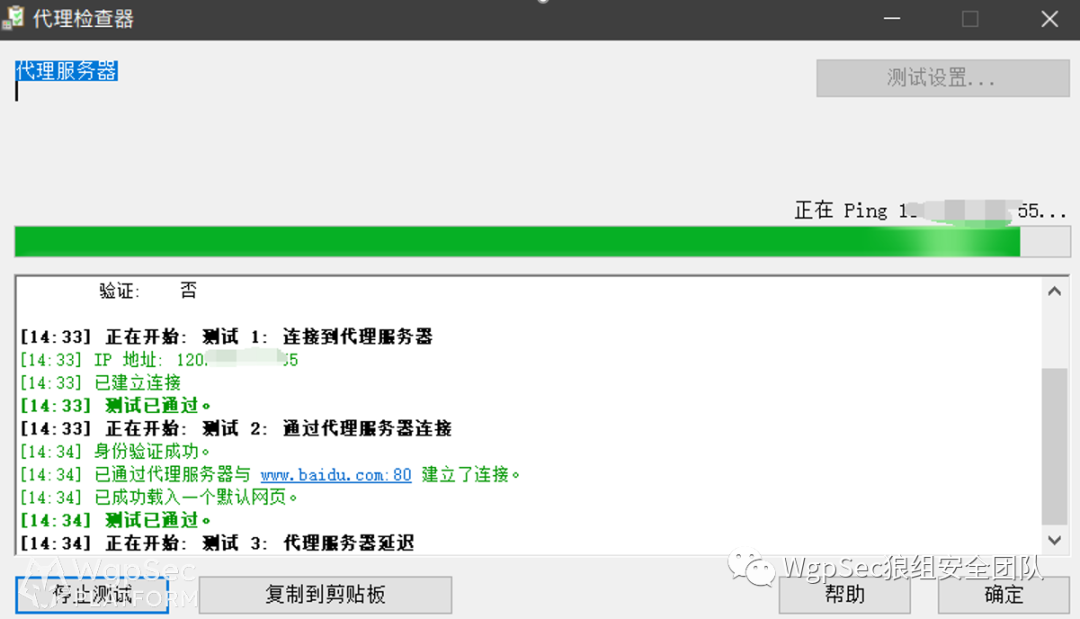 代理检查器
代理服务器
测试设置...
正在 Ping 1 55...
验证: 否
[14:33] 正在开始: 测试 1: 连接到代理服务器
[14:33] IP 地址: 120. 5
[14:33] 已建立连接
[14:33] 测试已通过。
[14:33] 正在开始: 测试 2: 通过代理服务器连接
[14:34] 身份验证成功。
[14:34] 已通过代理服务器与 www.baidu.com:80 建立了连接。
[14:34] 已成功载入一个默认网页。
[14:34] 测试已通过。
[14:34] 正在开始: 测试 3: 代理服务器延迟
WgpSec狼组安全团队
WgpSec
PLATFORM
停止测试
复制到剪贴板
帮助
确定